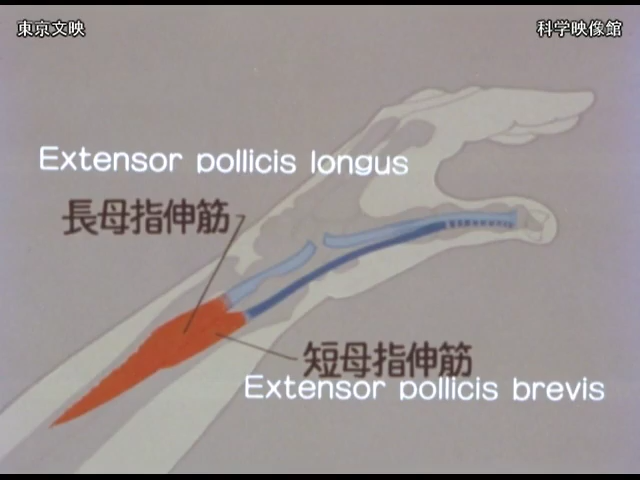 東京文映
科学映像館
Extensor pollicis longus
長母指伸筋
短母指伸筋
Extensor pollicis brevis